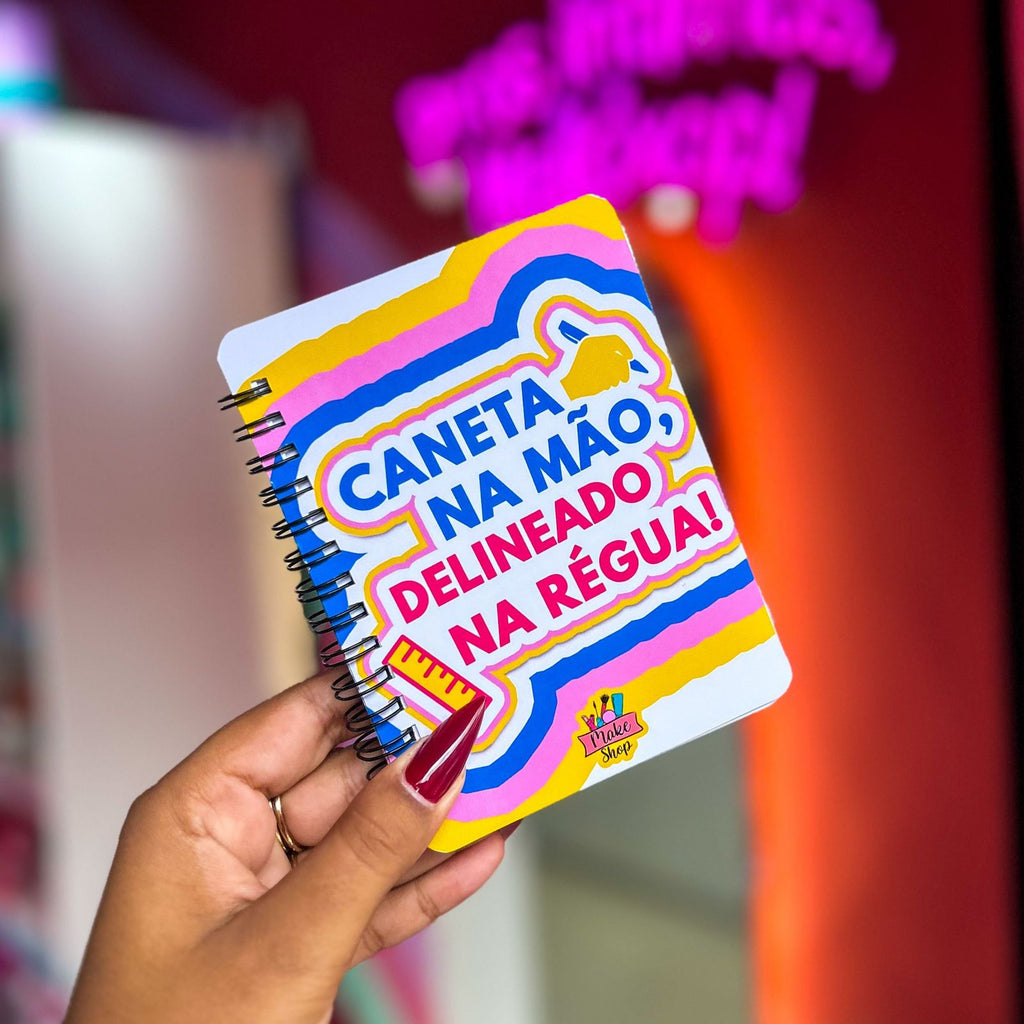 CANETA
NA MÃO,
DELINEADO
NA RÉGUA!
Make
Shop